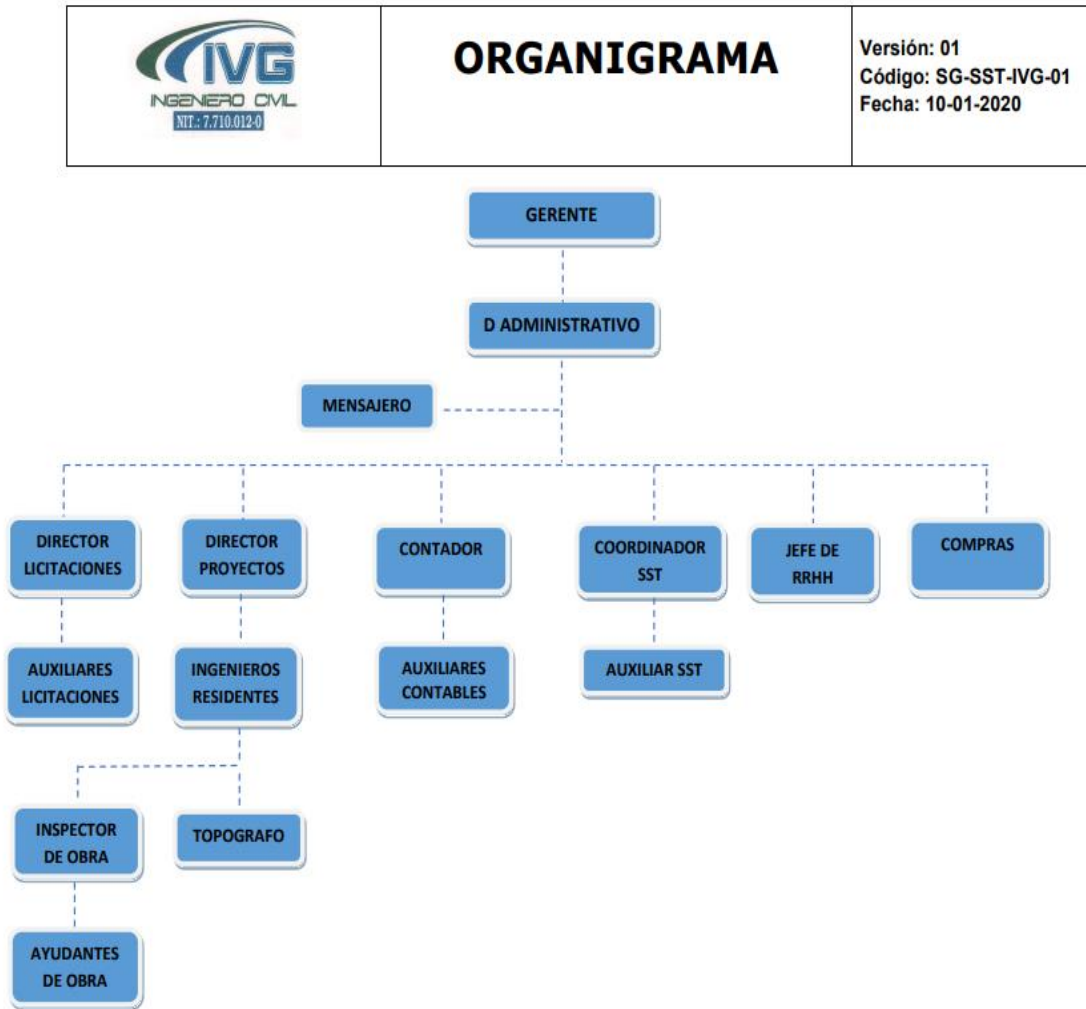 IVG
INGENIERO CIVIL
NIT.: 7.710.012-0
ORGANIGRAMA
Versión: 01
Código: SG-SST-IVG-01
Fecha: 10-01-2020
GERENTE
D ADMINISTRATIVO
MENSAJERO
DIRECTOR
LICITACIONES
DIRECTOR
PROYECTOS
CONTADOR
COORDINADOR
SST
JEFE DE
RRHH
COMPRAS
AUXILIARES
LICITACIONES
INGENIEROS
RESIDENTES
AUXILIARES
CONTABLES
AUXILIAR SST
INSPECTOR
DE OBRA
TOPOGRAFO
AYUDANTES
DE OBRA